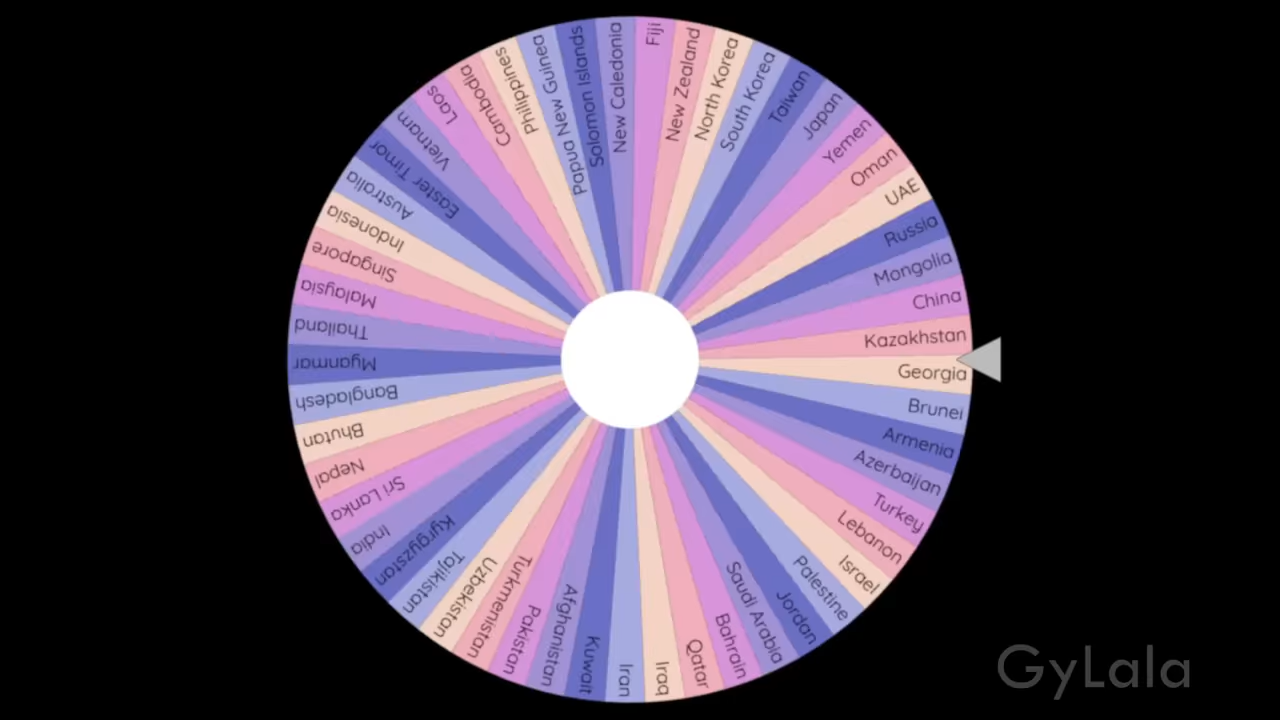 Fiji
New Zealand
North Korea
South Korea
Taiwan
Japan
Yemen
Oman
UAE
Russia
Mongolia
China
Kazakhstan
Georgia
Brunei
Armenia
Azerbaijan
Turkey
Lebanon
Israel
Palestine
Jordan
Saudi Arabia
Bahrain
Qatar
Iraq
Iran
Kuwait
Afghanistan
Pakistan
Turkmenistan
Uzbekistan
Tajikistan
Kyrgyzstan
India
Sri Lanka
Nepal
Bhutan
Bangladesh
Myanmar
Thailand
Malaysia
Singapore
Indonesia
Australia
Easter Timor
Vietnam
Laos
Cambodia
Philippines
Papua New Guinea
Solomon Islands
New Caledonia
GyLala